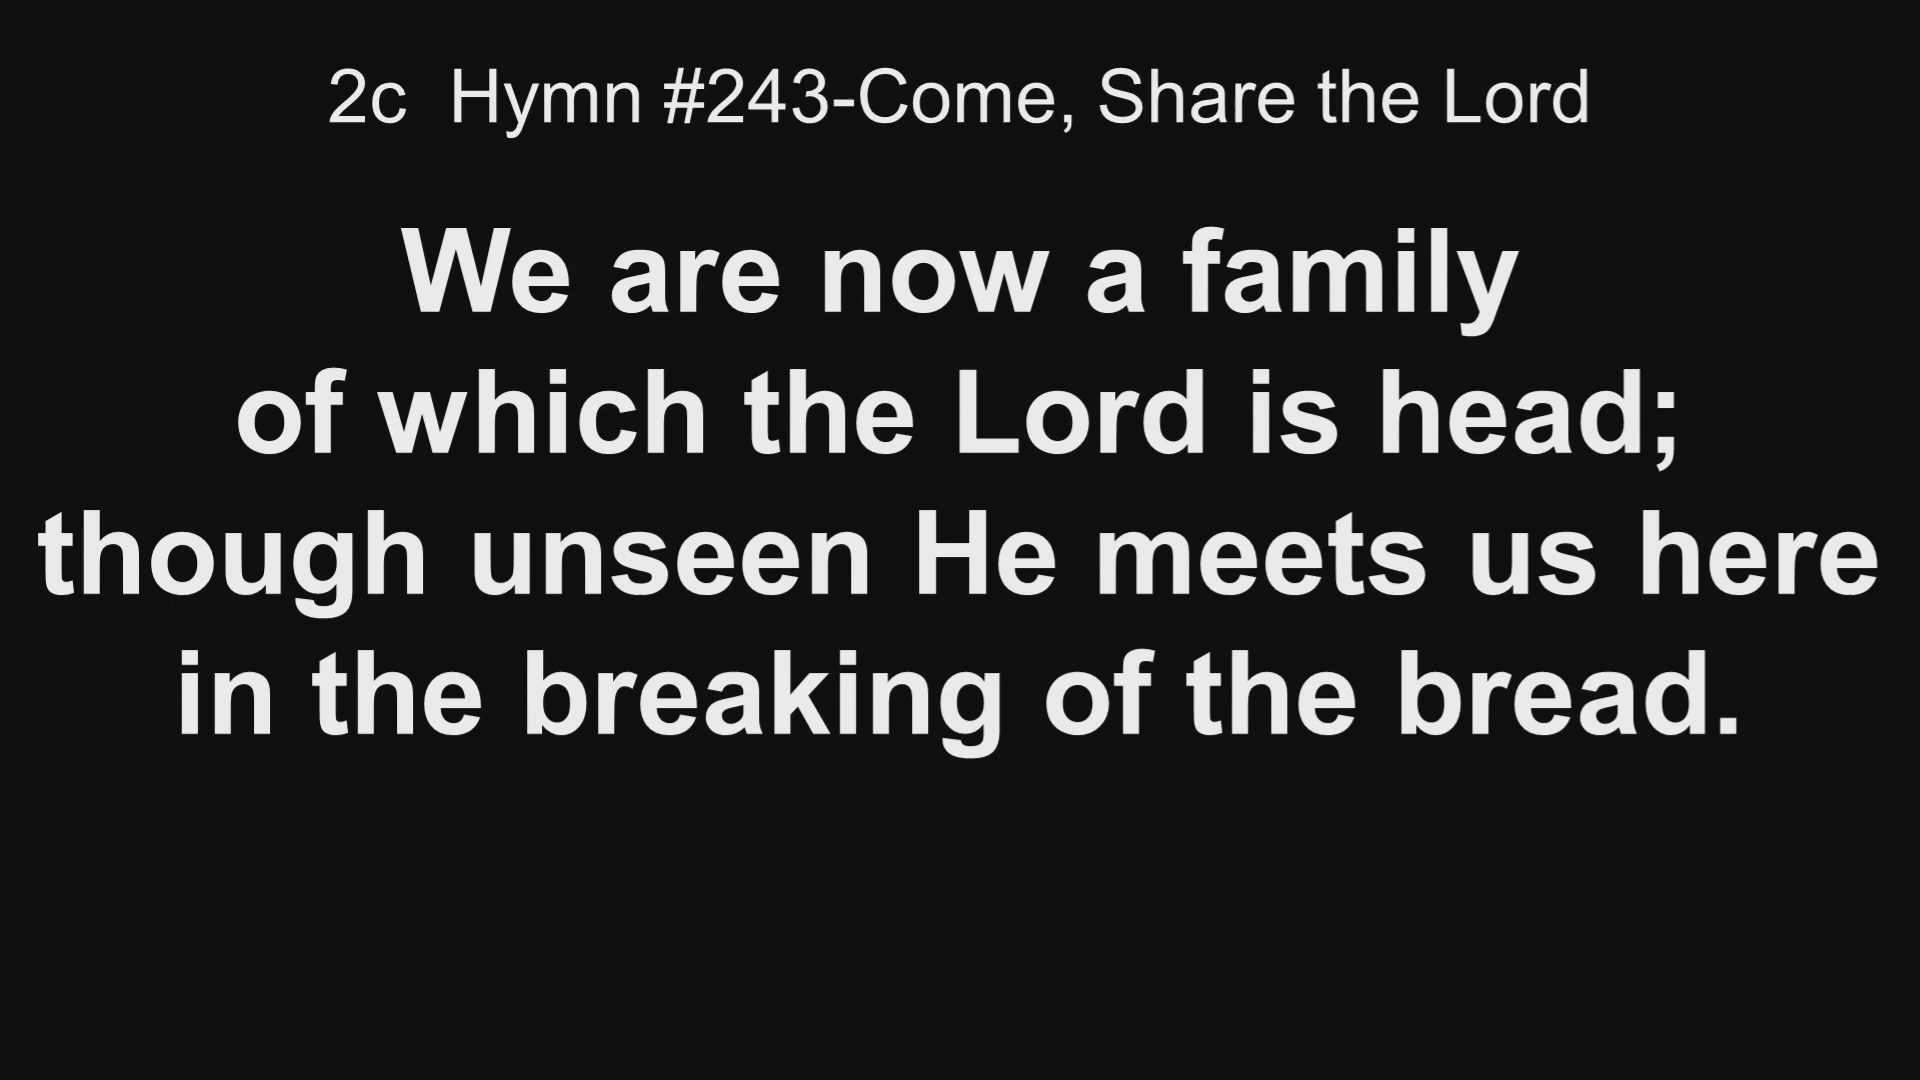 2c  Hymn #243-Come, Share the Lord
We are now a family
of which the Lord is head;
though unseen He meets us here
in the breaking of the bread.